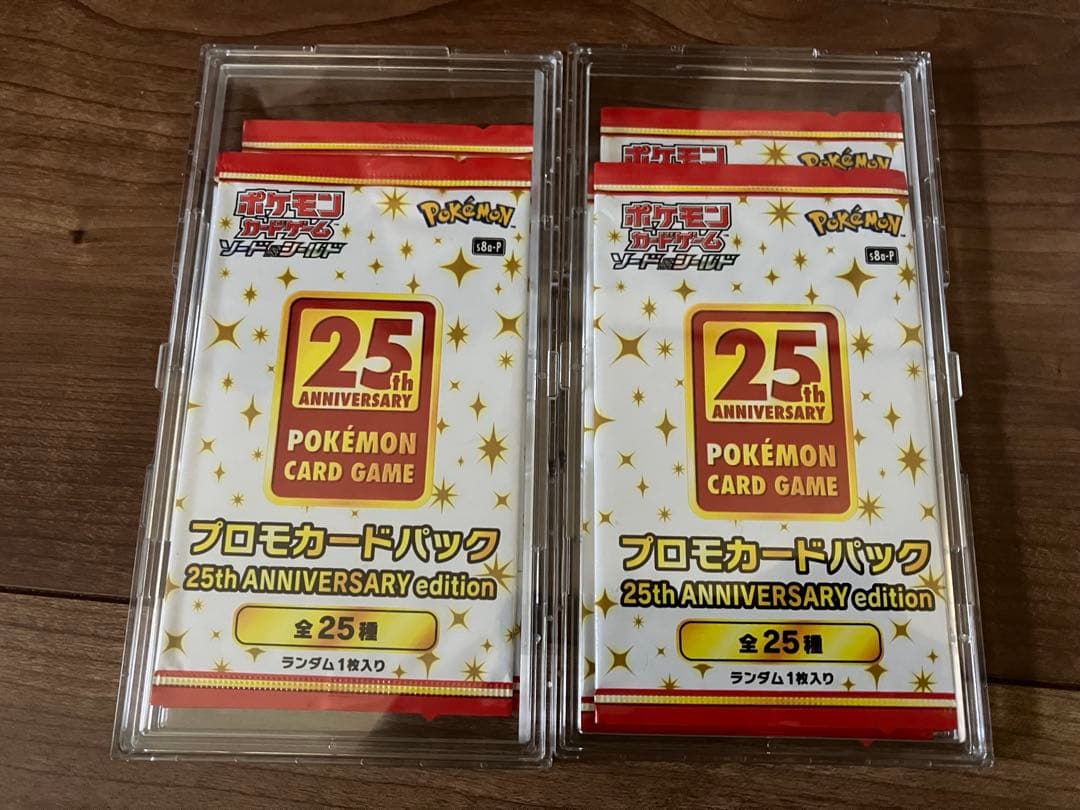 ポケモン
カードゲーム
ソード&シールド
Pokémon
s8a-P
25th
ANNIVERSARY
POKÉMON
CARD GAME
プロモカードパック
25th ANNIVERSARY edition
全25種
ランダム1枚入り
ポケモン
Pokémon
ポケモン
カードゲーム
ソード&シールド
Pokémon
s8a-P
25th
ANNIVERSARY
POKÉMON
CARD GAME
プロモカードパック
25th ANNIVERSARY edition
全25種
ランダム1枚入り